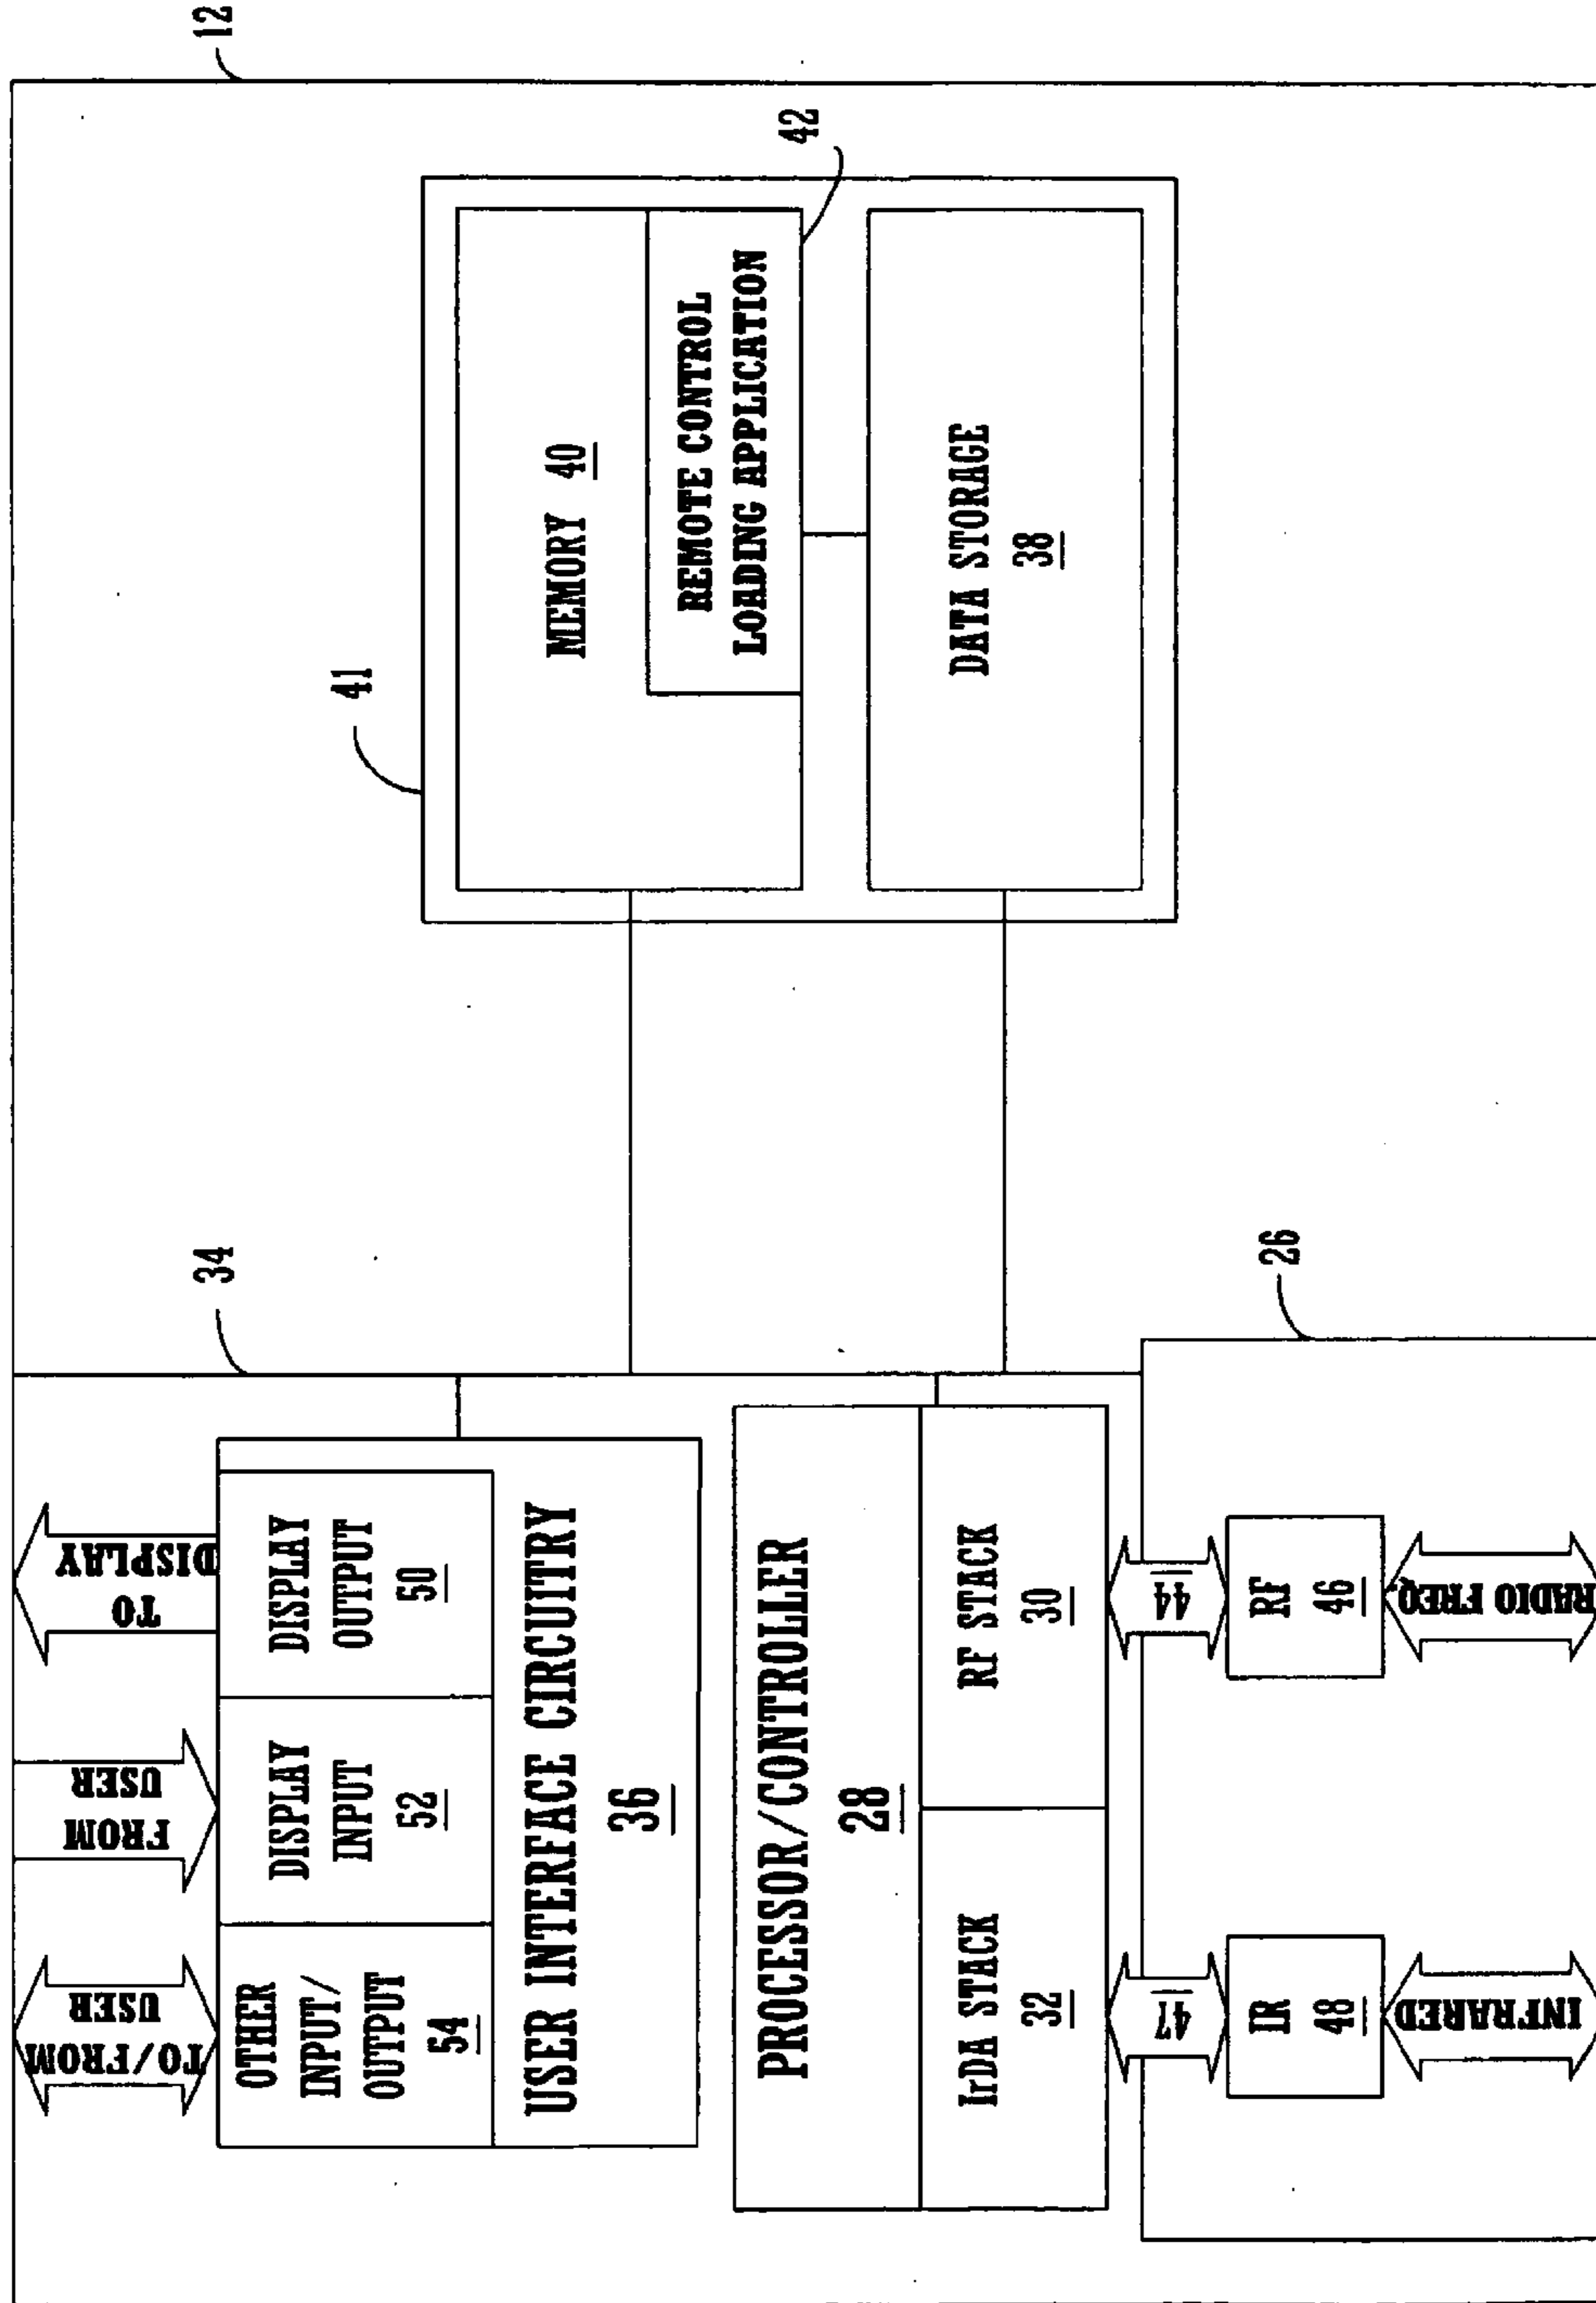 12
41
MEMORY 40
REMOTE CONTROL
LOADING APPLICATION
42
DATA STORAGE
38
34
26
TO
DISPLAY
FROM
USER
TO/FROM
USER
DISPLAY
OUTPUT
50
DISPLAY
INPUT
52
OTHER
INPUT/
OUTPUT
54
USER INTERFACE CIRCUITRY
36
PROCESSOR/CONTROLLER
28
RF STACK
30
IrDA STACK
32
44
47
RF
46
IR
48
RADIO FREQ.
INFRARED